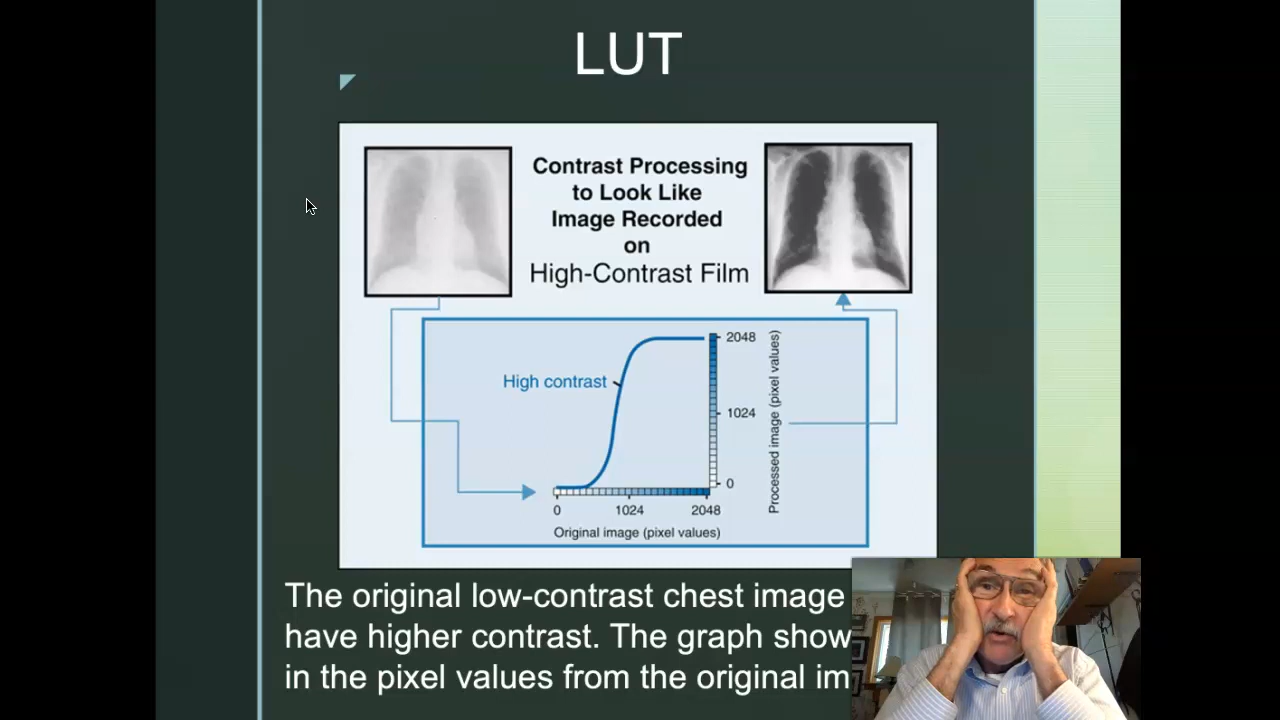 LUT
Contrast Processing
to Look Like
Image Recorded
on
High-Contrast Film
High contrast
2048
1024
0
Processed image (pixel values)
0 1024 2048
Original image (pixel values)
The original low-contrast chest image
have higher contrast. The graph show
in the pixel values from the original im